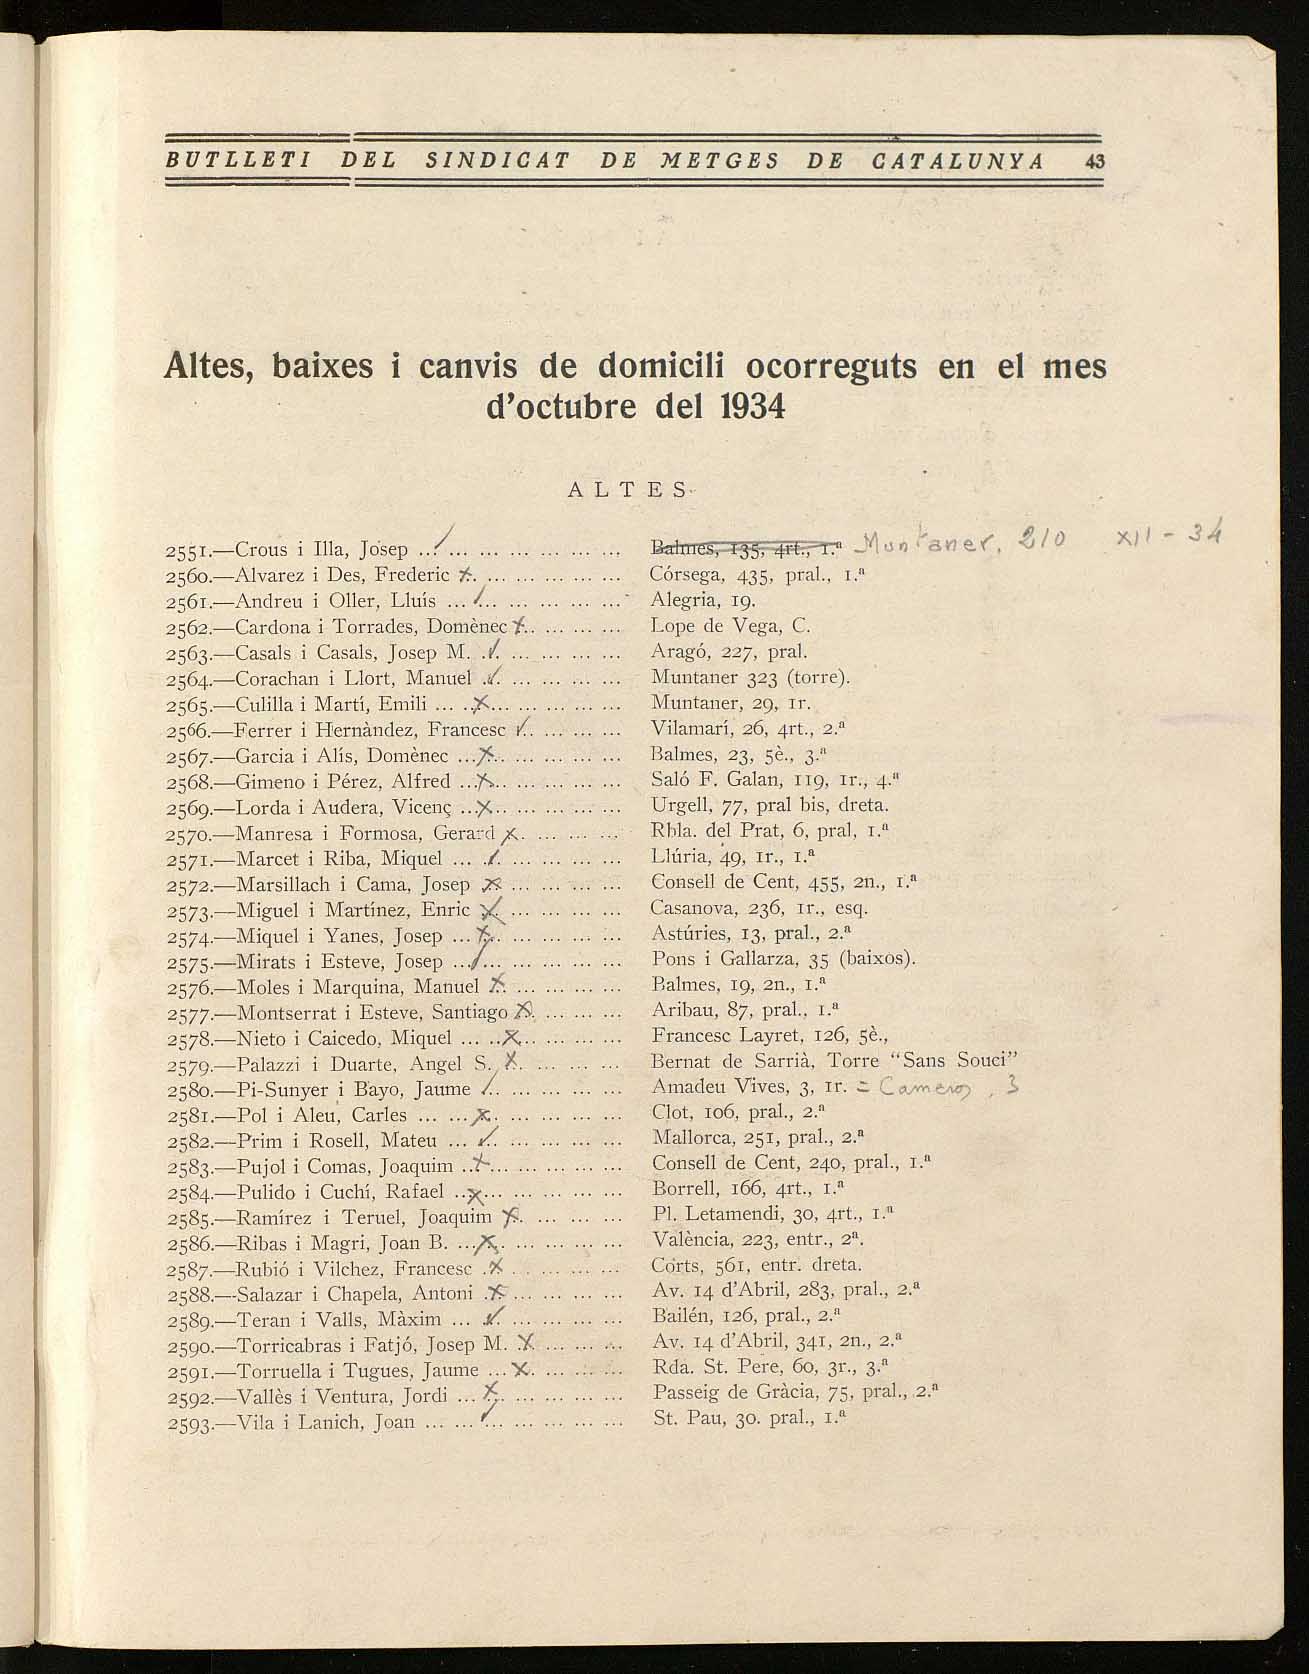 BUTLLETI DEL SINDICAT DE METGES DE CATALUNYA 43
Altes, baixes i canvis de domicili ocorreguts en el mes
d'octubre del 1934
ALTES
2551.—Crous i Illa, Josep ... ... ... ... ... ... ... Balmes, 135, 4rt., 1.ª Muntaner, 210 XII - 34
2560.—Alvarez i Des, Frederic ... ... ... ... ... ... Córsega, 435, pral., 1.ª
2561.—Andreu i Oller, Lluís ... ... ... ... ... ... Alegria, 19.
2562.—Cardona i Torrades, Domènec ... ... ... ... Lope de Vega, C.
2563.—Casals i Casals, Josep M. ... ... ... ... ... Aragó, 227, pral.
2564.—Corachan i Llort, Manuel ... ... ... ... ... Muntaner 323 (torre).
2565.—Culilla i Martí, Emili ... ... ... ... ... ... ... Muntaner, 29, 1r.
2566.—Ferrer i Hernàndez, Francesc ... ... ... ... Vilamarí, 26, 4rt., 2.ª
2567.—Garcia i Alís, Domènec ... ... ... ... ... ... Balmes, 23, 5è., 3.ª
2568.—Gimeno i Pérez, Alfred ... ... ... ... ... ... Saló F. Galan, 119, 1r., 4.ª
2569.—Lorda i Audera, Vicenç ... ... ... ... ... ... Urgell, 77, pral bis, dreta.
2570.—Manresa i Formosa, Gerard ... ... ... ... Rbla. del Prat, 6, pral, 1.ª
2571.—Marcet i Riba, Miquel ... ... ... ... ... ... Llúria, 49, 1r., 1.ª
2572.—Marsillach i Cama, Josep ... ... ... ... ... Consell de Cent, 455, 2n., 1.ª
2573.—Miguel i Martínez, Enric ... ... ... ... ... Casanova, 236, 1r., esq.
2574.—Miquel i Yanes, Josep ... ... ... ... ... ... Astúries, 13, pral., 2.ª
2575.—Mirats i Esteve, Josep ... ... ... ... ... ... Pons i Gallarza, 35 (baixos).
2576.—Moles i Marquina, Manuel ... ... ... ... ... Balmes, 19, 2n., 1.ª
2577.—Montserrat i Esteve, Santiago ... ... ... ... Aribau, 87, pral., 1.ª
2578.—Nieto i Caicedo, Miquel ... ... ... ... ... ... Francesc Layret, 126, 5è.,
2579.—Palazzi i Duarte, Angel S. ... ... ... ... ... Bernat de Sarrià, Torre “Sans Souci”
2580.—Pi-Sunyer i Bayo, Jaume ... ... ... ... ... Amadeu Vives, 3, 1r. = Cameros, 3
2581.—Pol i Aleu, Carles ... ... ... ... ... ... ... Clot, 106, pral., 2.ª
2582.—Prim i Rosell, Mateu ... ... ... ... ... ... Mallorca, 251, pral., 2.ª
2583.—Pujol i Comas, Joaquim ... ... ... ... ... ... Consell de Cent, 240, pral., 1.ª
2584.—Pulido i Cuchí, Rafael ... ... ... ... ... ... Borrell, 166, 4rt., 1.ª
2585.—Ramírez i Teruel, Joaquim ... ... ... ... ... Pl. Letamendi, 30, 4rt., 1.ª
2586.—Ribas i Magri, Joan B. ... ... ... ... ... ... València, 223, entr., 2ª.
2587.—Rubió i Vilchez, Francesc ... ... ... ... ... Corts, 561, entr. dreta.
2588.—Salazar i Chapela, Antoni ... ... ... ... ... Av. 14 d'Abril, 283, pral., 2.ª
2589.—Teran i Valls, Màxim ... ... ... ... ... ... Bailén, 126, pral., 2.ª
2590.—Torricabras i Fatjó, Josep M. ... ... ... ... Av. 14 d'Abril, 341, 2n., 2.ª
2591.—Torruella i Tugues, Jaume ... ... ... ... ... Rda. St. Pere, 60, 3r., 3.ª
2592.—Vallès i Ventura, Jordi ... ... ... ... ... ... Passeig de Gràcia, 75, pral., 2.ª
2593.—Vila i Lanich, Joan ... ... ... ... ... ... ... St. Pau, 30. pral., 1.ª